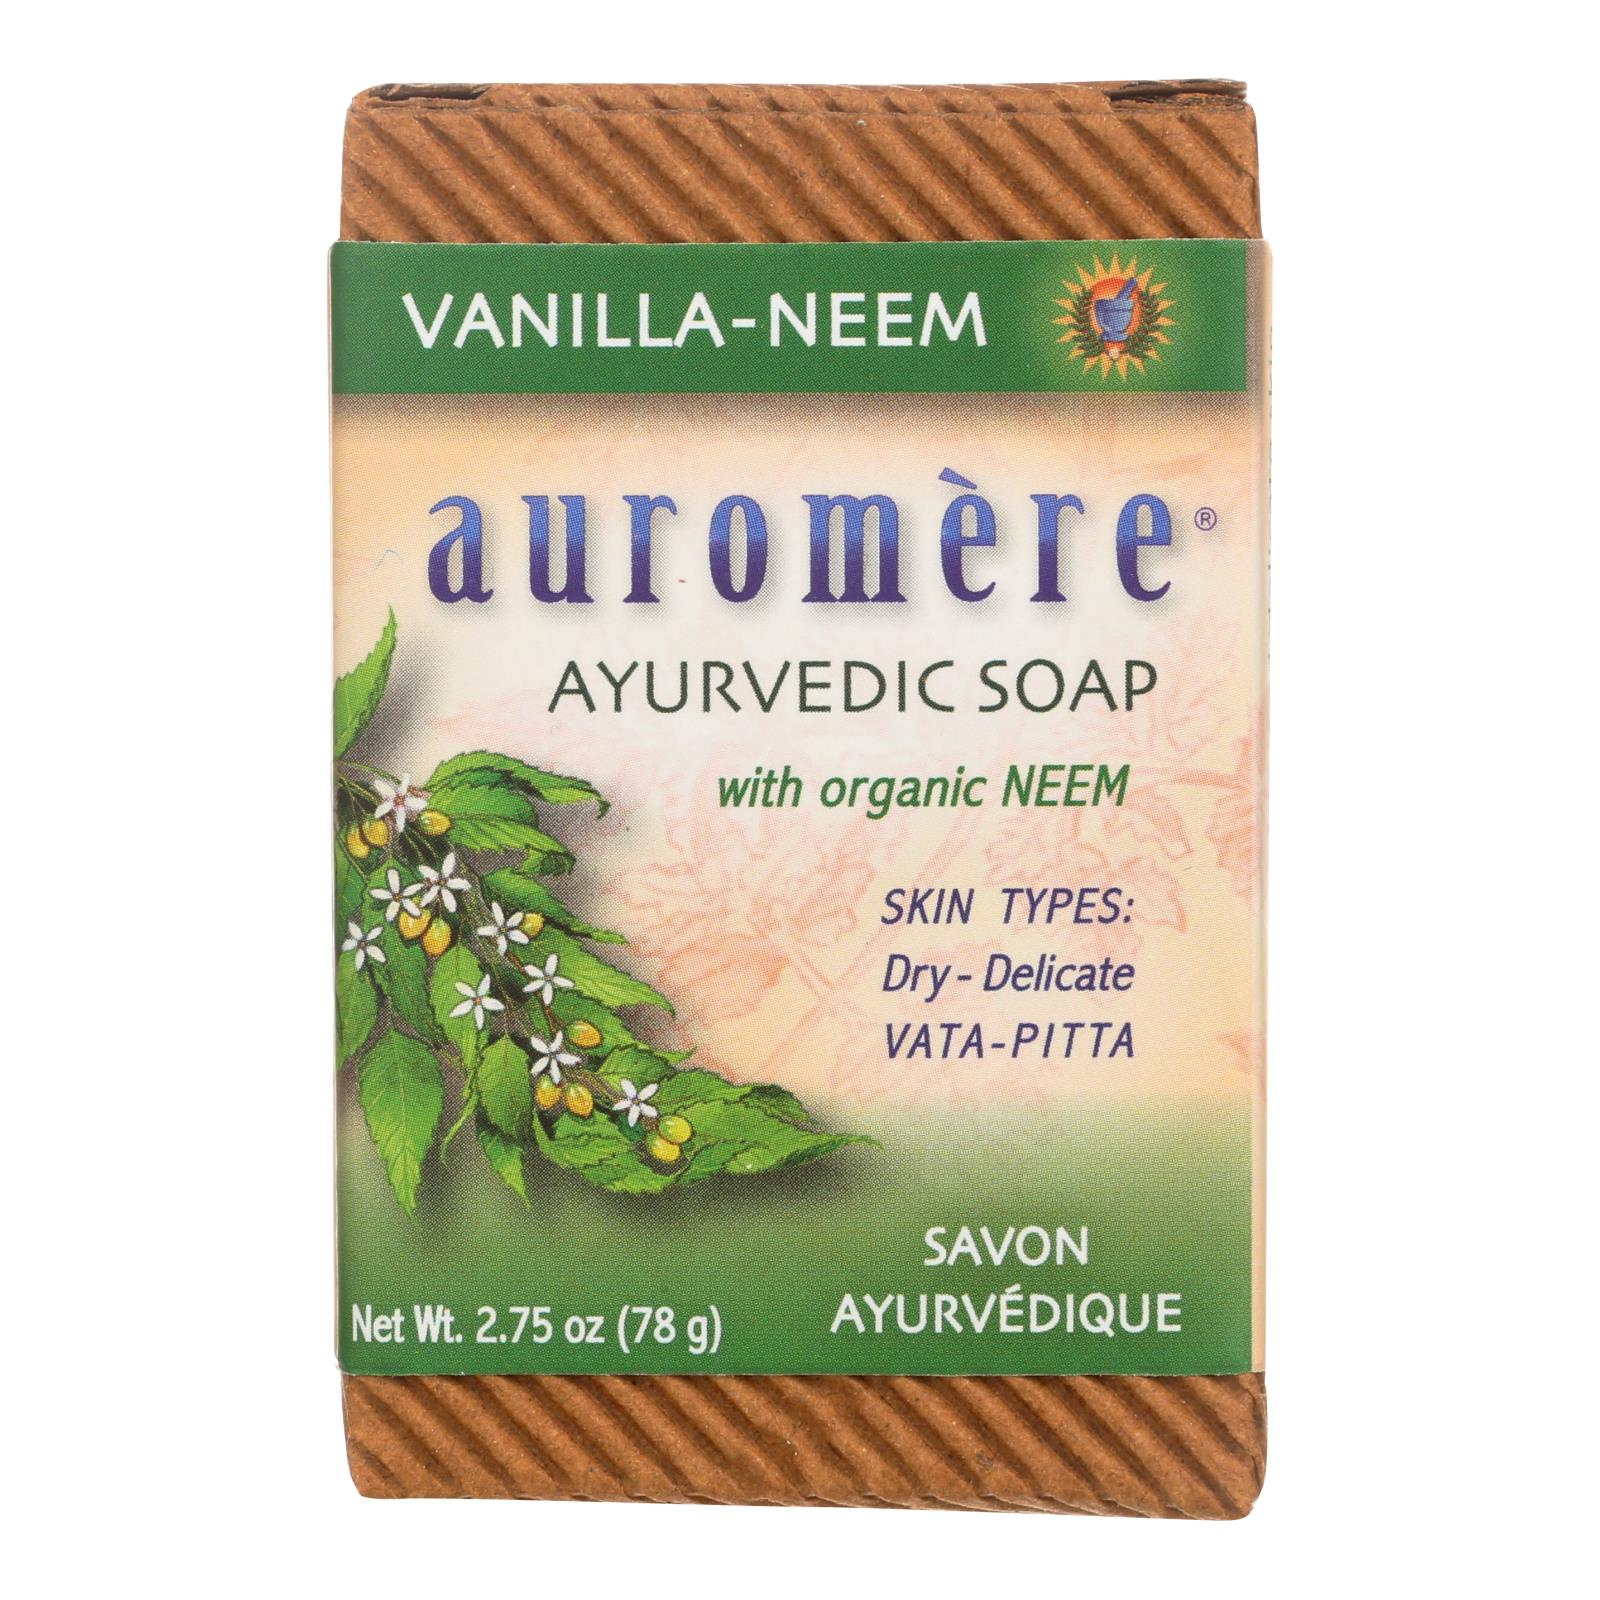 VANILLA-NEEM
auromère®
AYURVEDIC SOAP
with organic NEEM
SKIN TYPES:
Dry-Delicate
VATA-PITTA
SAVON
AYURVÉDIQUE
Net Wt. 2.75 oz (78 g)